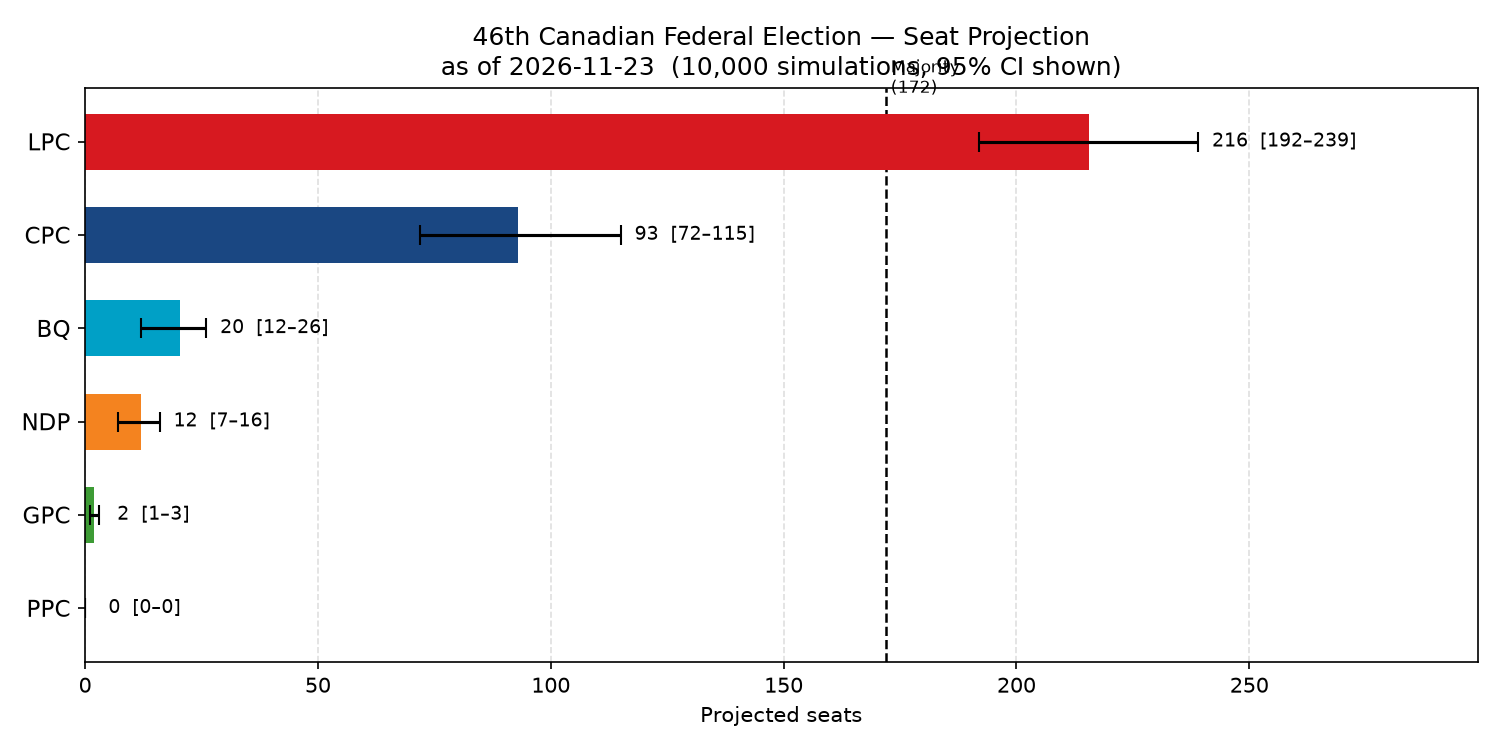 46th Canadian Federal Election — Seat Projection
as of 2026-11-23  (10,000 simulations, 95% CI shown)
Majority
(172)
LPC
216  [192–239]
CPC
93  [72–115]
BQ
20  [12–26]
NDP
12  [7–16]
GPC
2  [1–3]
PPC
0  [0–0]
0 50 100 150 200 250
Projected seats